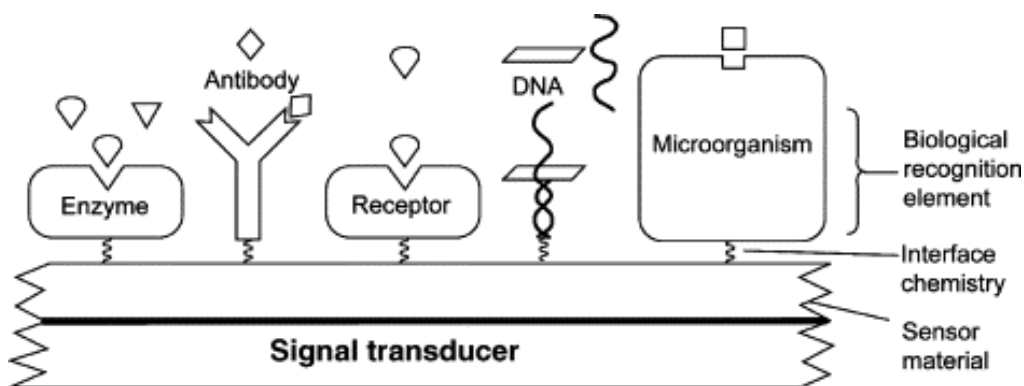 Antibody
DNA
Enzyme
Receptor
Microorganism
Biological
recognition
element
Interface
chemistry
Sensor
material
Signal transducer